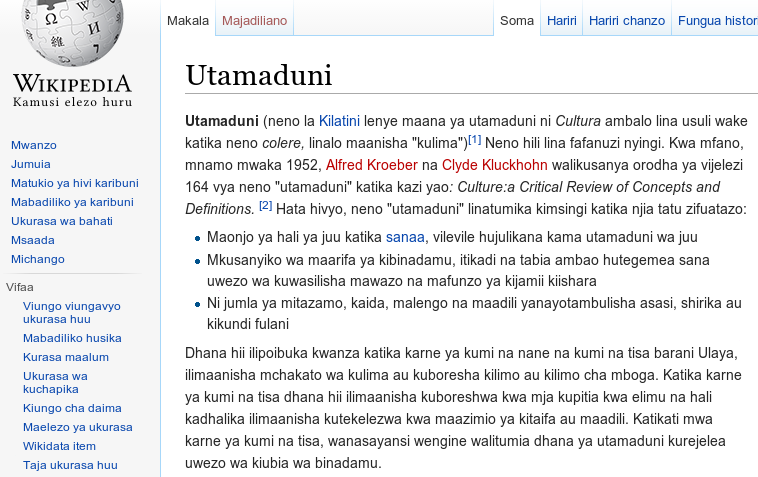 WIKIPEDIA
Kamusi elezo huru
Mwanzo
Jumuia
Matukio ya hivi karibuni
Mabadiliko ya karibuni
Ukurasa wa bahati
Msaada
Michango
Vifaa
Viungo viungavyo
ukurasa huu
Mabadiliko husika
Kurasa maalum
Ukurasa wa
kuchapika
Kiungo cha daima
Maelezo ya ukurasa
Wikidata item
Taja ukurasa huu
Makala Majadiliano Soma Hariri Hariri chanzo Fungua histor
Utamaduni
Utamaduni (neno la Kilatini lenye maana ya utamaduni ni Cultura ambalo lina usuli wake
katika neno colere, linalo maanisha "kulima")[1] Neno hili lina fafanuzi nyingi. Kwa mfano,
mnamo mwaka 1952, Alfred Kroeber na Clyde Kluckhohn walikusanya orodha ya vijelezi
164 vya neno "utamaduni" katika kazi yao: Culture:a Critical Review of Concepts and
Definitions. [2] Hata hivyo, neno "utamaduni" linatumika kimsingi katika njia tatu zifuatazo:
Maonjo ya hali ya juu katika sanaa, vilevile hujulikana kama utamaduni wa juu
Mkusanyiko wa maarifa ya kibinadamu, itikadi na tabia ambao hutegemea sana
uwezo wa kuwasilisha mawazo na mafunzo ya kijamii kiishara
Ni jumla ya mitazamo, kaida, malengo na maadili yanayotambulisha asasi, shirika au
kikundi fulani
Dhana hii ilipoibuka kwanza katika karne ya kumi na nane na kumi na tisa barani Ulaya,
ilimaanisha mchakato wa kulima au kuboresha kilimo au kilimo cha mboga. Katika karne
ya kumi na tisa dhana hii ilimaanisha kuboreshwa kwa mja kupitia kwa elimu na hali
kadhalika ilimaanisha kutekelezwa kwa maazimio ya kitaifa au maadili. Katikati mwa
karne ya kumi na tisa, wanasayansi wengine walitumia dhana ya utamaduni kurejelea
uwezo wa kiubia wa binadamu.